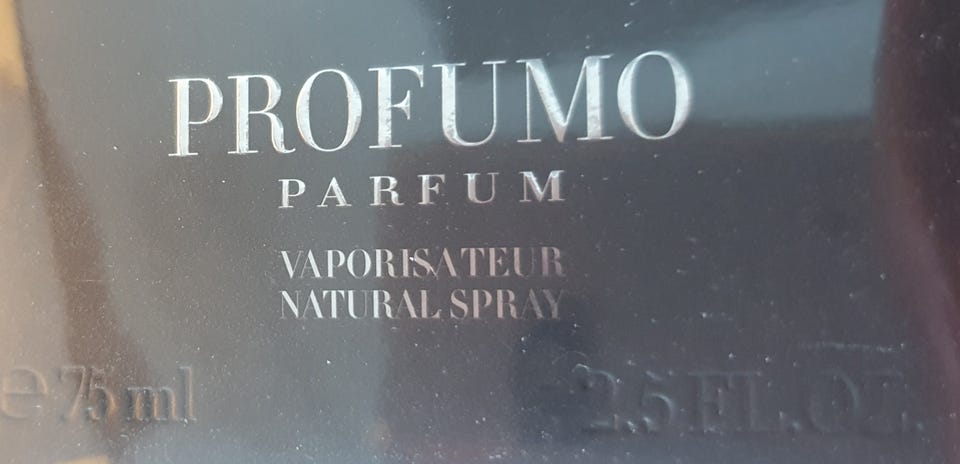 PROFUMO
PARFUM
VAPORISATEUR
NATURAL SPRAY
℮ 75 ml 2.5 FL.OZ.